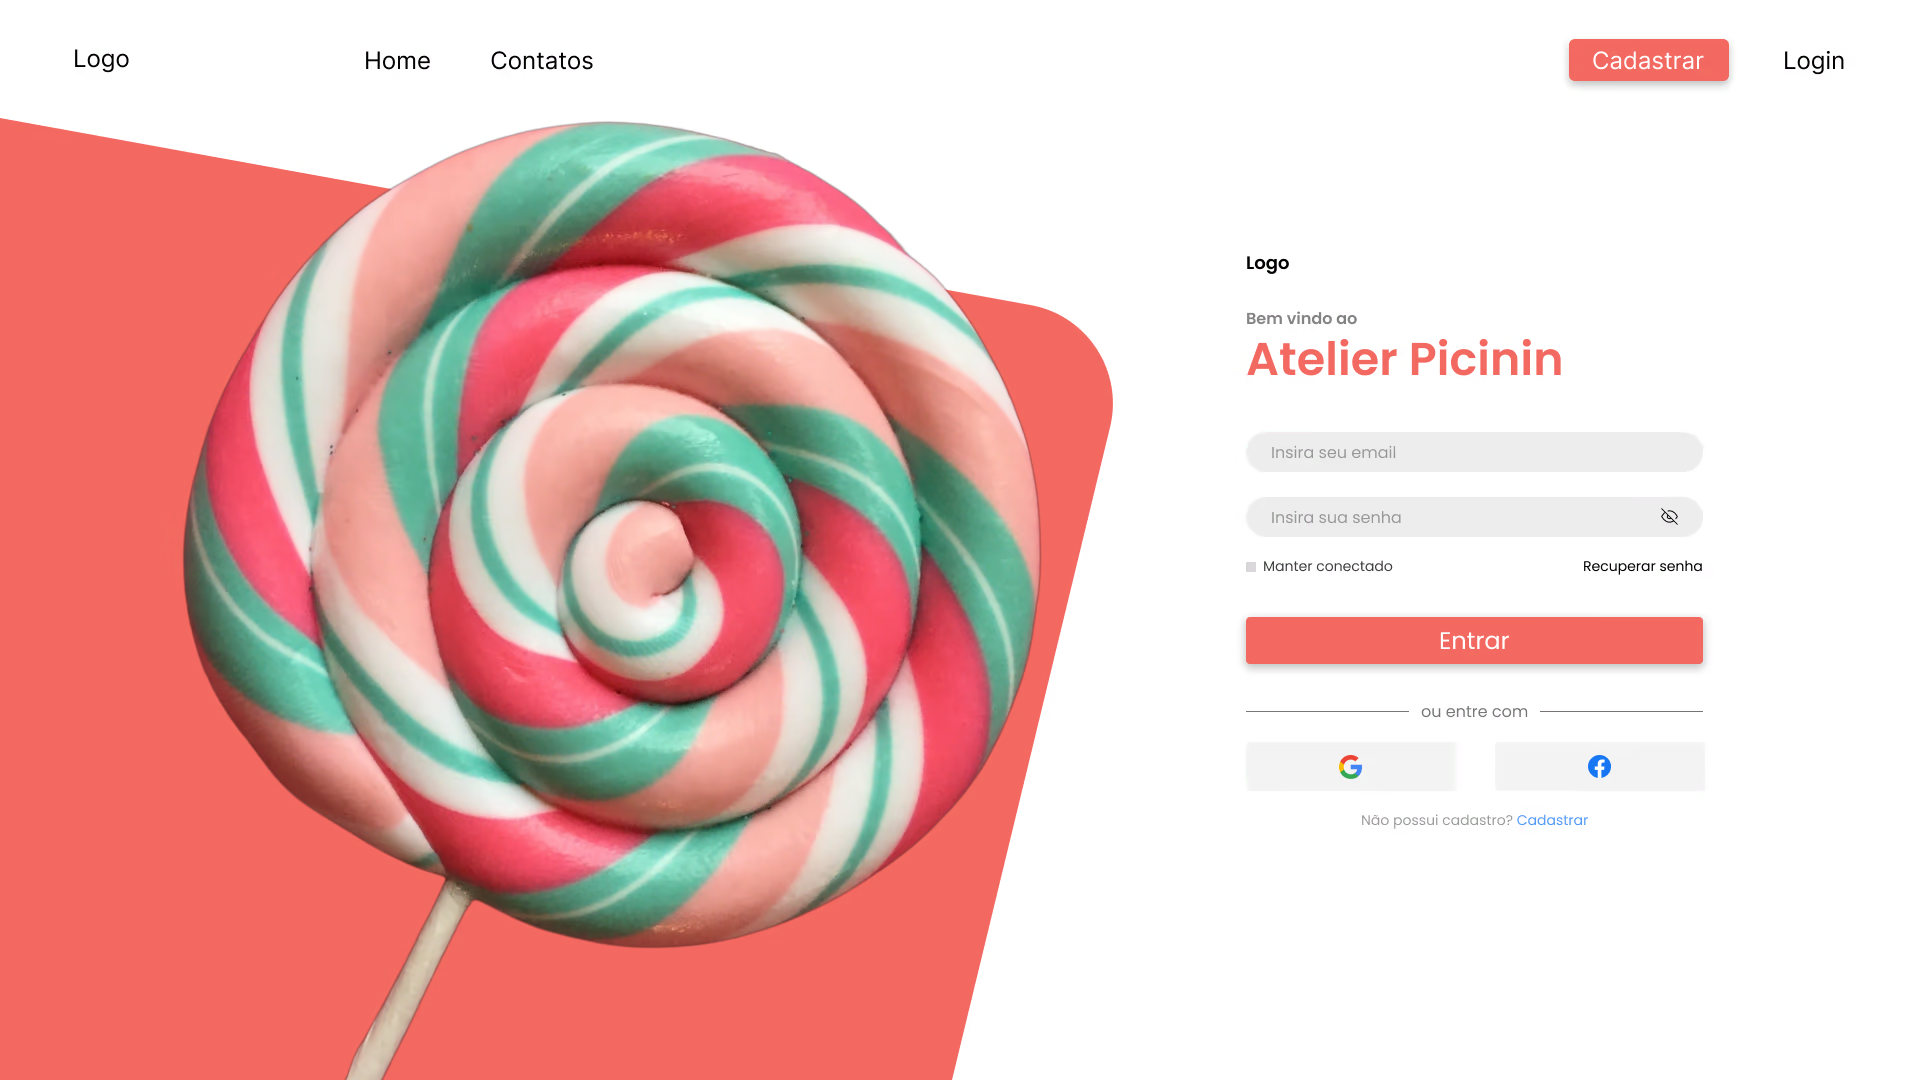 Logo
Home
Contatos
Cadastrar
Login
Logo
Bem vindo ao
Atelier Picinin
Insira seu email
Insira sua senha
Manter conectado
Recuperar senha
Entrar
ou entre com
Não possui cadastro? Cadastrar